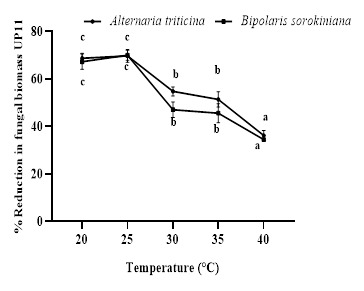 Alternaria triticina Bipolaris sorokiniana
% Reduction in fungal biomass UP11
80
60
40
20
0
c c
c c
b b
b b
a
a
20 25 30 35 40
Temperature (°C)